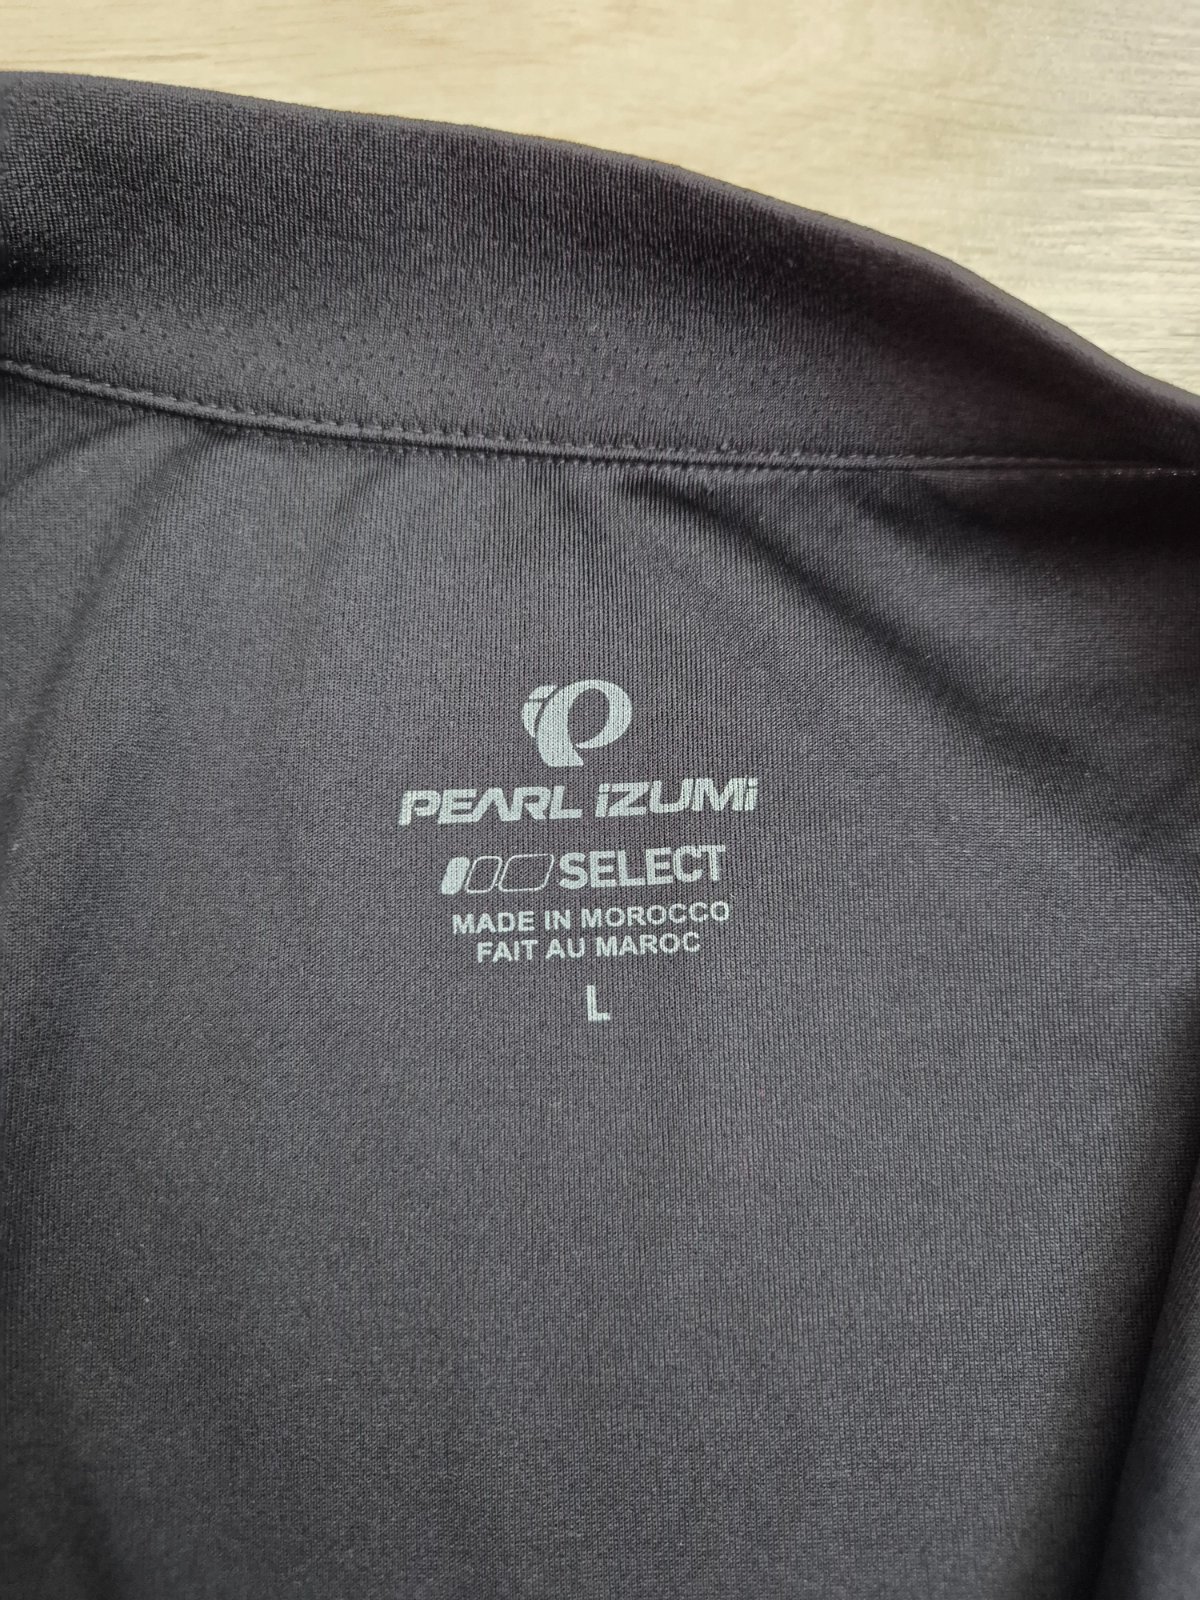 PEARL iZUMi
SELECT
MADE IN MOROCCO
FAIT AU MAROC
L